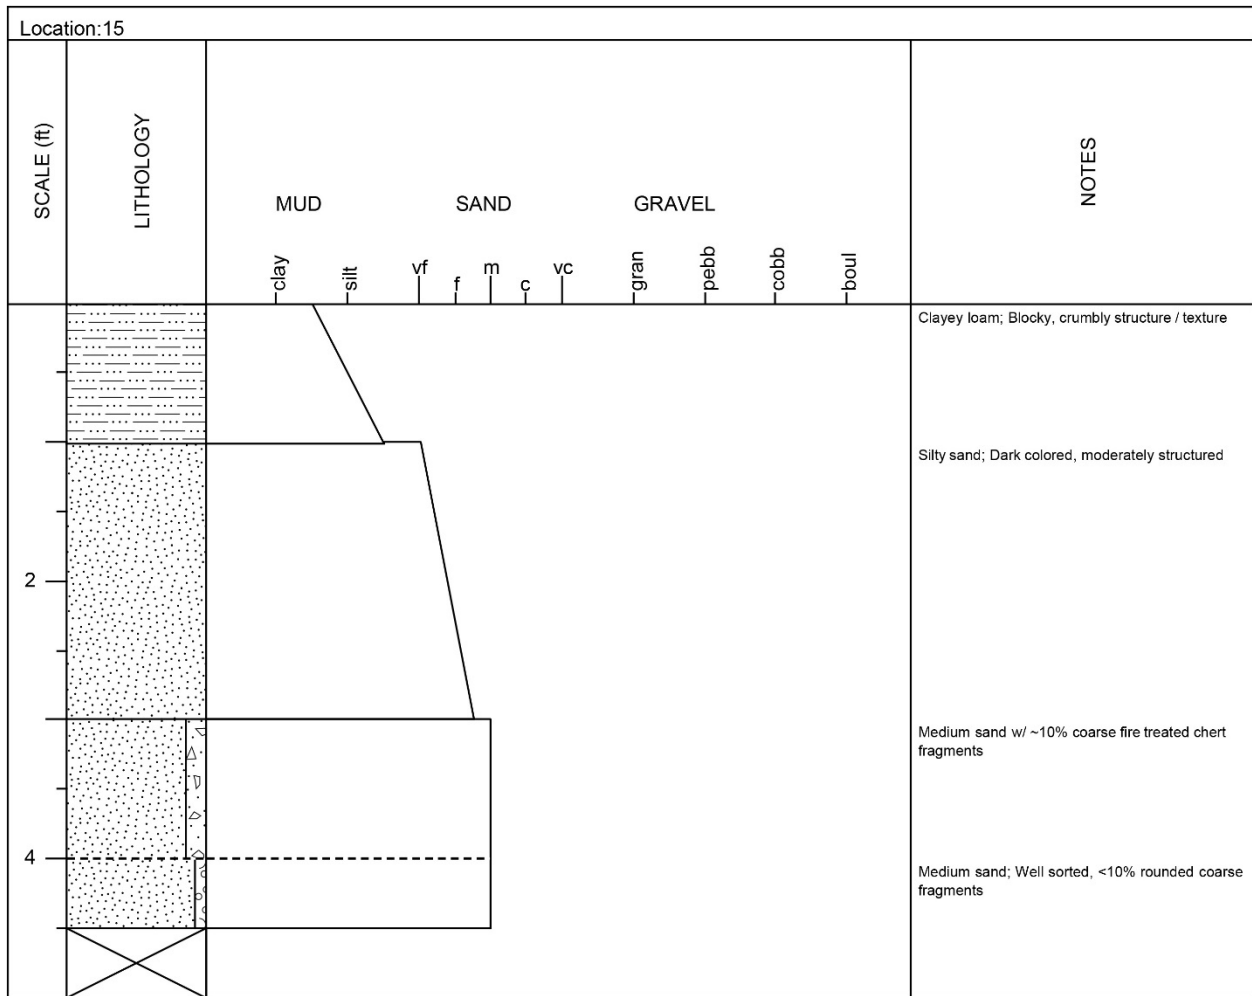 Location:15
SCALE (ft)
LITHOLOGY
MUD
SAND
GRAVEL
NOTES
clay
silt
vf
f
m
c
vc
gran
pebb
cobb
boul
Clayey loam; Blocky, crumbly structure / texture
Silty sand; Dark colored, moderately structured
2
Medium sand w/ ~10% coarse fire treated chert
fragments
4
Medium sand; Well sorted, <10% rounded coarse
fragments